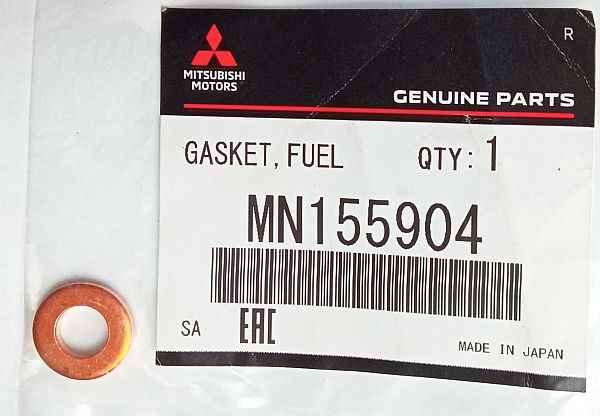 R
MITSUBISHI
MOTORS
GENUINE PARTS
GASKET, FUEL QTY: 1
MN155904
SA EAC
MADE IN JAPAN